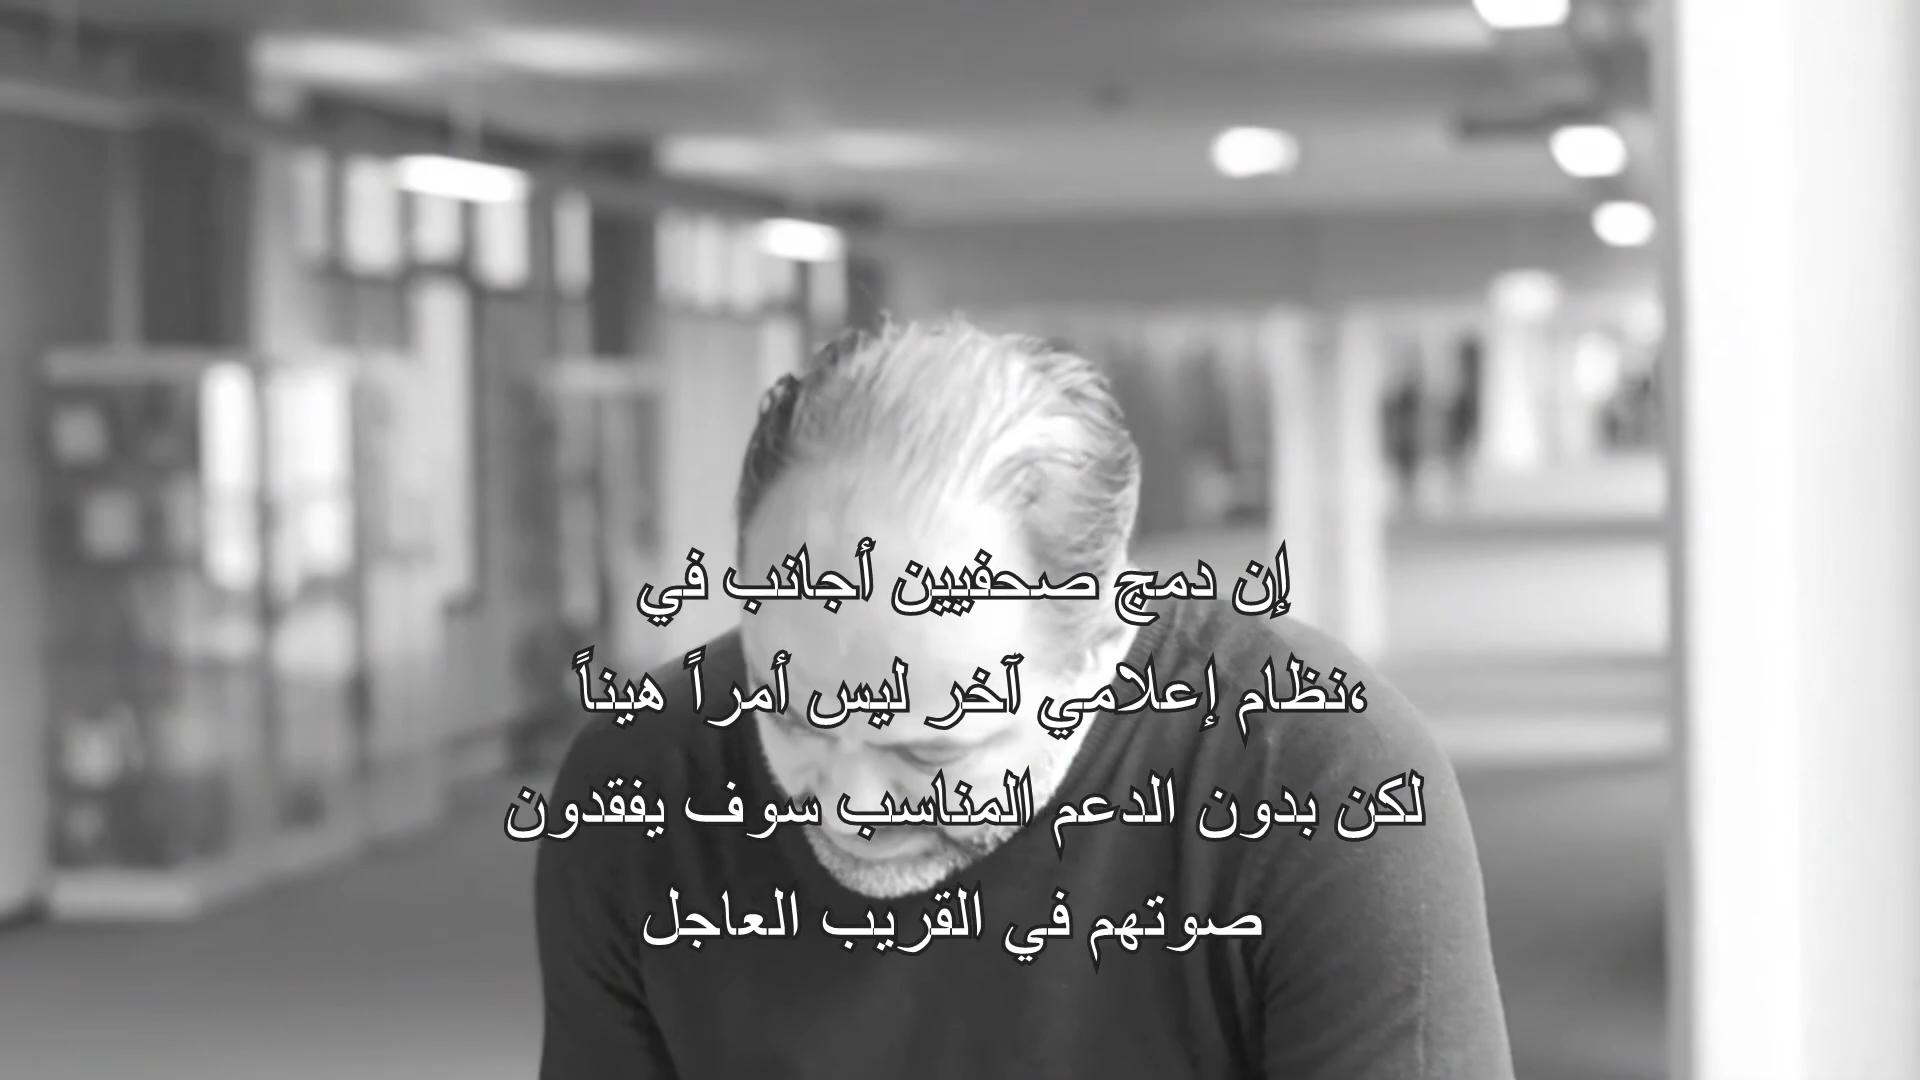 إن دمج صحفيين أجانب في
،نظام إعلامي آخر ليس أمراً هيناً
لكن بدون الدعم المناسب سوف يفقدون
صوتهم في القريب العاجل